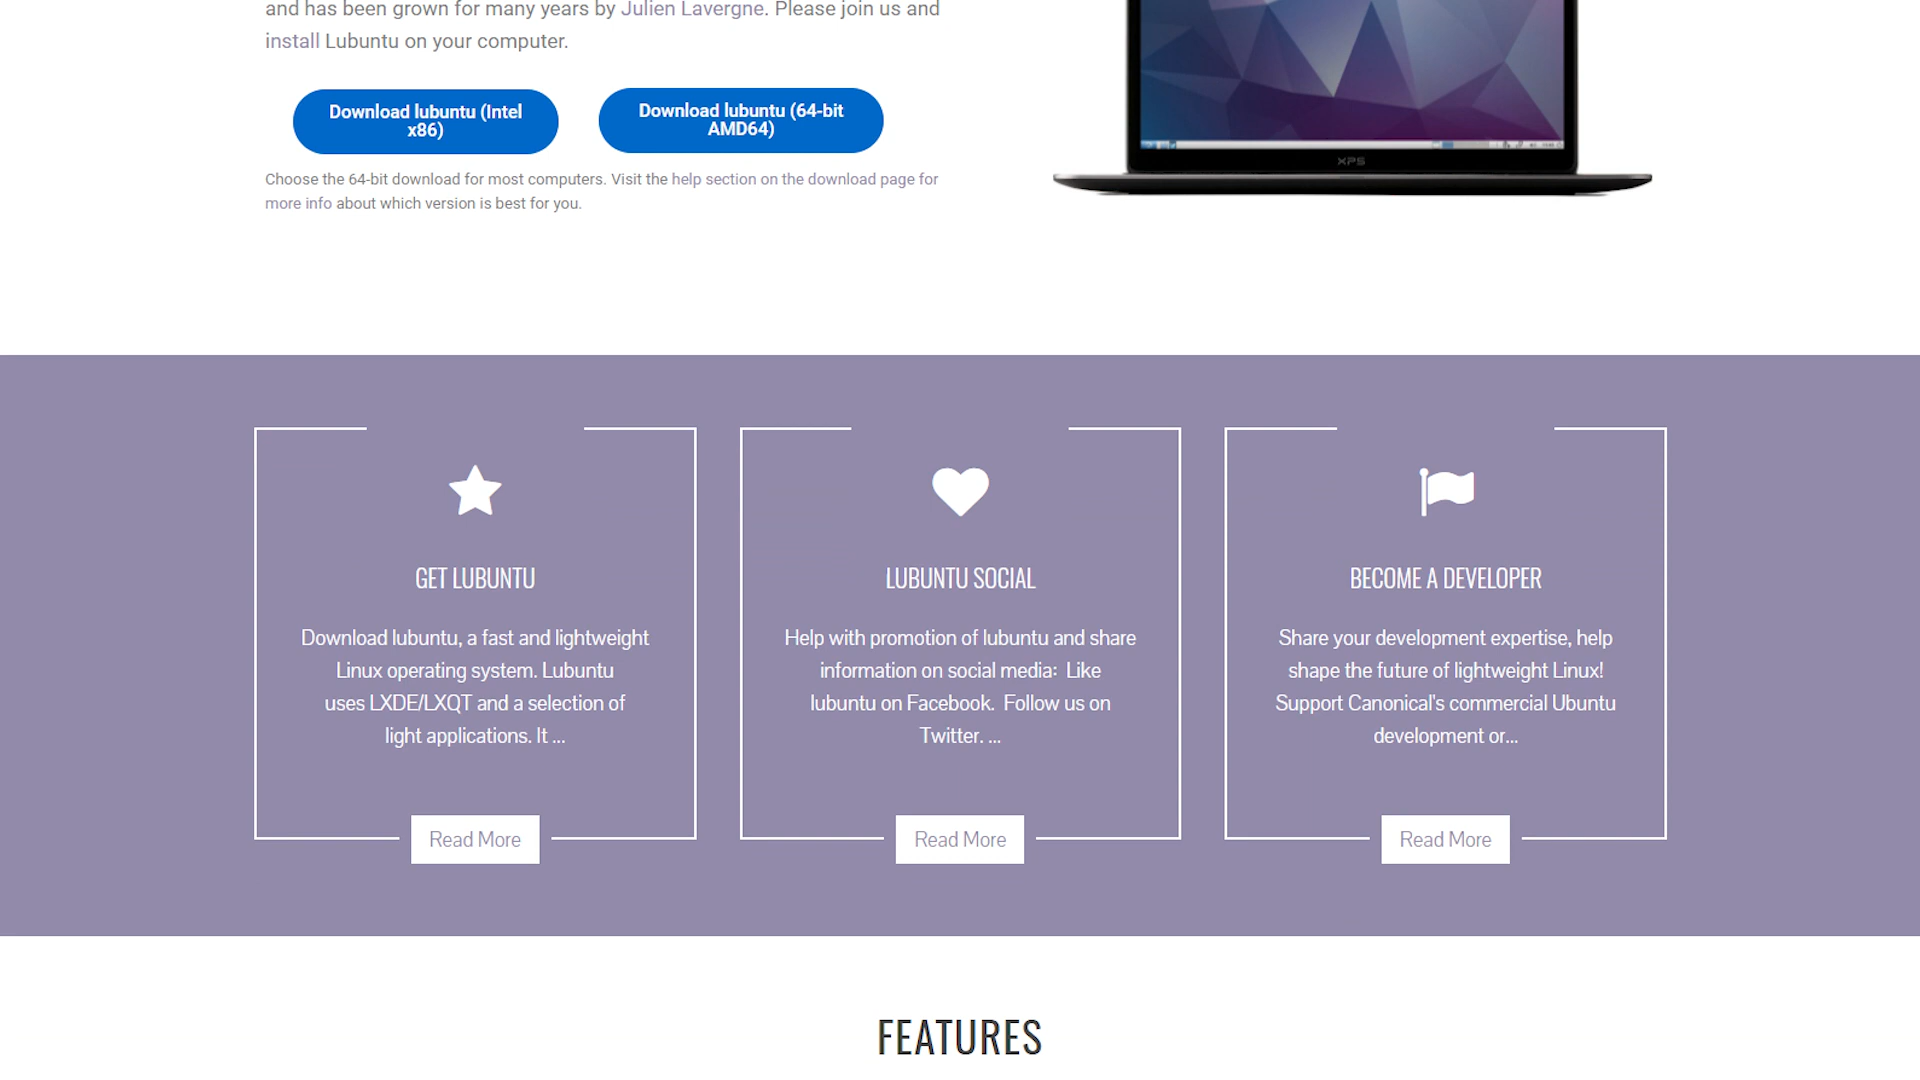 and has been grown for many years by Julien Lavergne. Please join us and
install Lubuntu on your computer.
Download lubuntu (Intel
x86)
Download lubuntu (64-bit
AMD64)
Choose the 64-bit download for most computers. Visit the help section on the download page for
more info about which version is best for you.
XPS
GET LUBUNTU
Download lubuntu, a fast and lightweight
Linux operating system. Lubuntu
uses LXDE/LXQT and a selection of
light applications. It ...
Read More
LUBUNTU SOCIAL
Help with promotion of lubuntu and share
information on social media:  Like
lubuntu on Facebook.  Follow us on
Twitter. ...
Read More
BECOME A DEVELOPER
Share your development expertise, help
shape the future of lightweight Linux!
Support Canonical's commercial Ubuntu
development or...
Read More
FEATURES